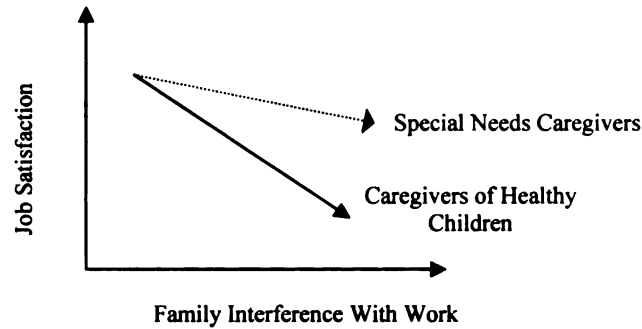 Job Satisfaction
Special Needs Caregivers
Caregivers of Healthy
Children
Family Interference With Work